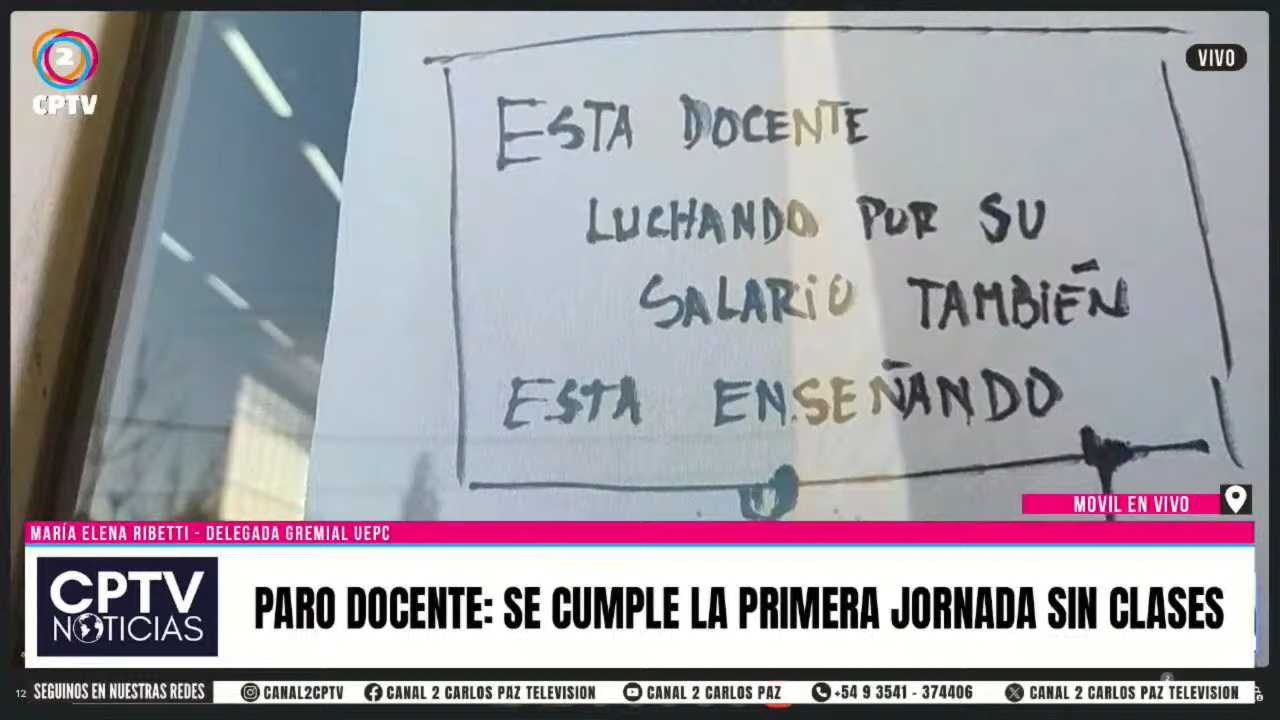 2
CPTV
VIVO
ESTA DOCENTE
LUCHANDO POR SU
SALARIO TAMBIÉN
ESTA ENSEÑANDO
MOVIL EN VIVO
MARÍA ELENA RIBETTI - DELEGADA GREMIAL UEPC
CPTV
NOTICIAS
PARO DOCENTE: SE CUMPLE LA PRIMERA JORNADA SIN CLASES
12 SEGUINOS EN NUESTRAS REDES CANAL2CPTV CANAL 2 CARLOS PAZ TELEVISION CANAL 2 CARLOS PAZ +54 9 3541 - 374406 CANAL 2 CARLOS PAZ TELEVISION